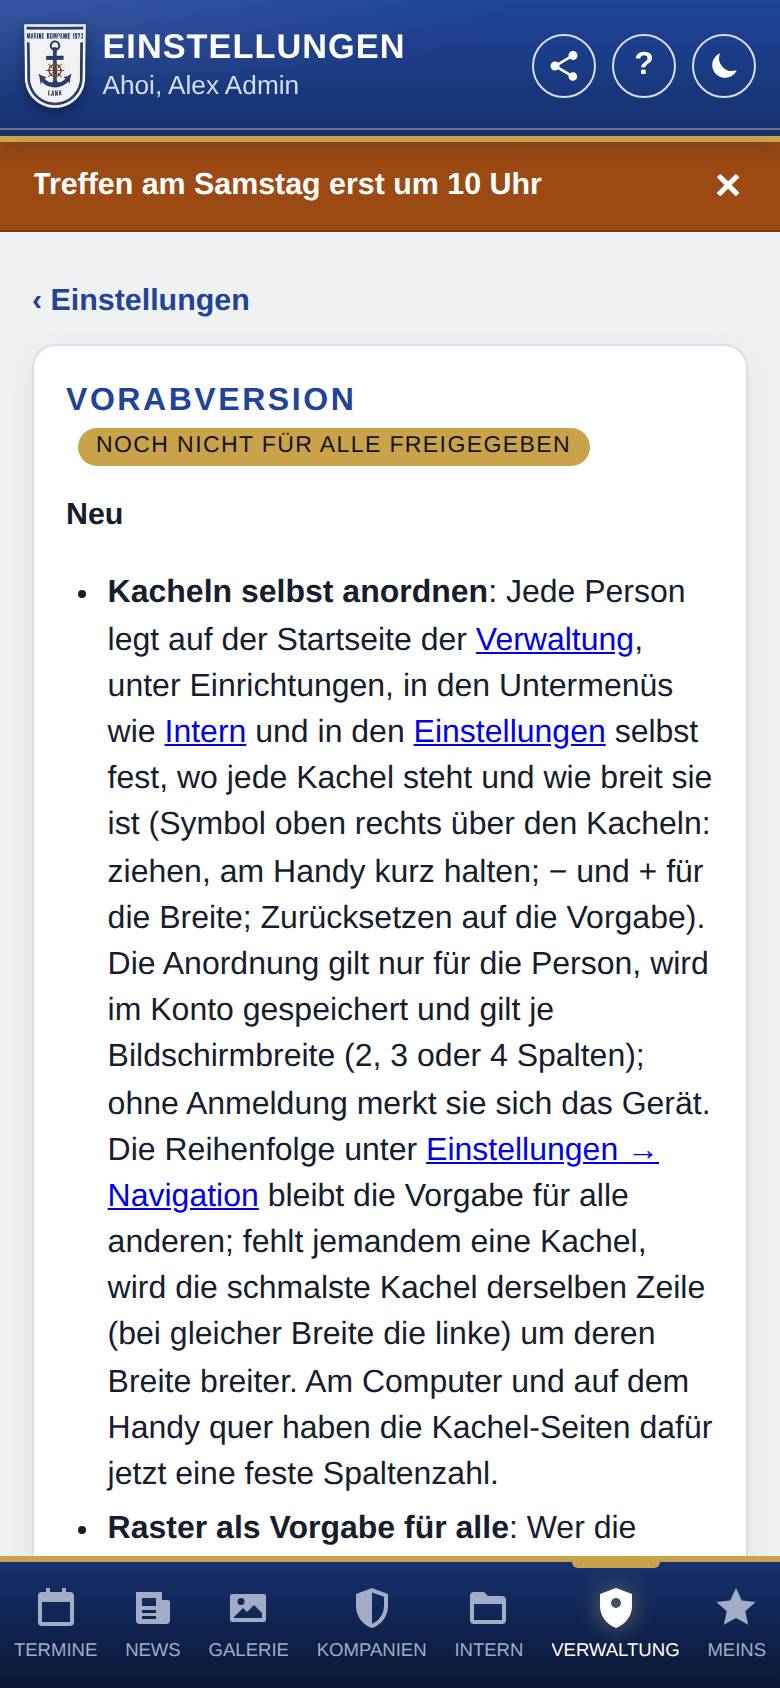 MARINE KOMPANIE 1973
LANK
EINSTELLUNGEN
Ahoi, Alex Admin
?
Treffen am Samstag erst um 10 Uhr
×
‹ Einstellungen
VORABVERSION
NOCH NICHT FÜR ALLE FREIGEGEBEN
Neu
• Kacheln selbst anordnen: Jede Person
legt auf der Startseite der Verwaltung,
unter Einrichtungen, in den Untermenüs
wie Intern und in den Einstellungen selbst
fest, wo jede Kachel steht und wie breit sie
ist (Symbol oben rechts über den Kacheln:
ziehen, am Handy kurz halten; − und + für
die Breite; Zurücksetzen auf die Vorgabe).
Die Anordnung gilt nur für die Person, wird
im Konto gespeichert und gilt je
Bildschirmbreite (2, 3 oder 4 Spalten);
ohne Anmeldung merkt sie sich das Gerät.
Die Reihenfolge unter Einstellungen →
Navigation bleibt die Vorgabe für alle
anderen; fehlt jemandem eine Kachel,
wird die schmalste Kachel derselben Zeile
(bei gleicher Breite die linke) um deren
Breite breiter. Am Computer und auf dem
Handy quer haben die Kachel-Seiten dafür
jetzt eine feste Spaltenzahl.
• Raster als Vorgabe für alle: Wer die
TERMINE NEWS GALERIE KOMPANIEN INTERN VERWALTUNG MEINS